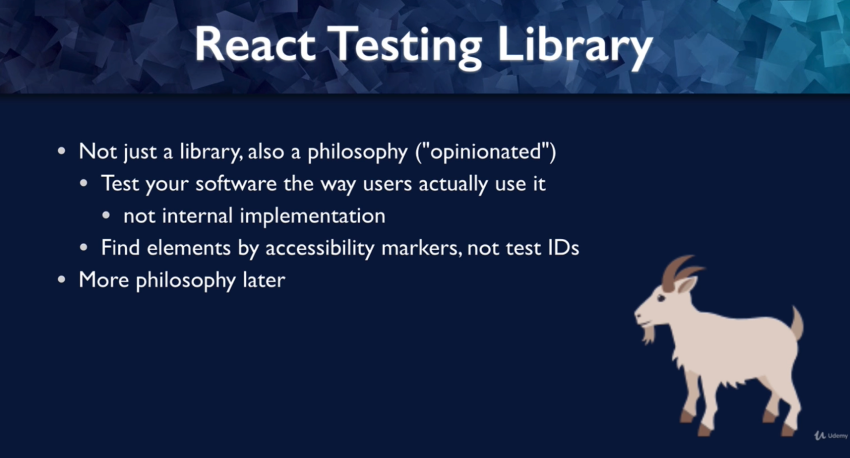 React Testing Library
• Not just a library, also a philosophy ("opinionated")
• Test your software the way users actually use it
• not internal implementation
• Find elements by accessibility markers, not test IDs
• More philosophy later
Udemy